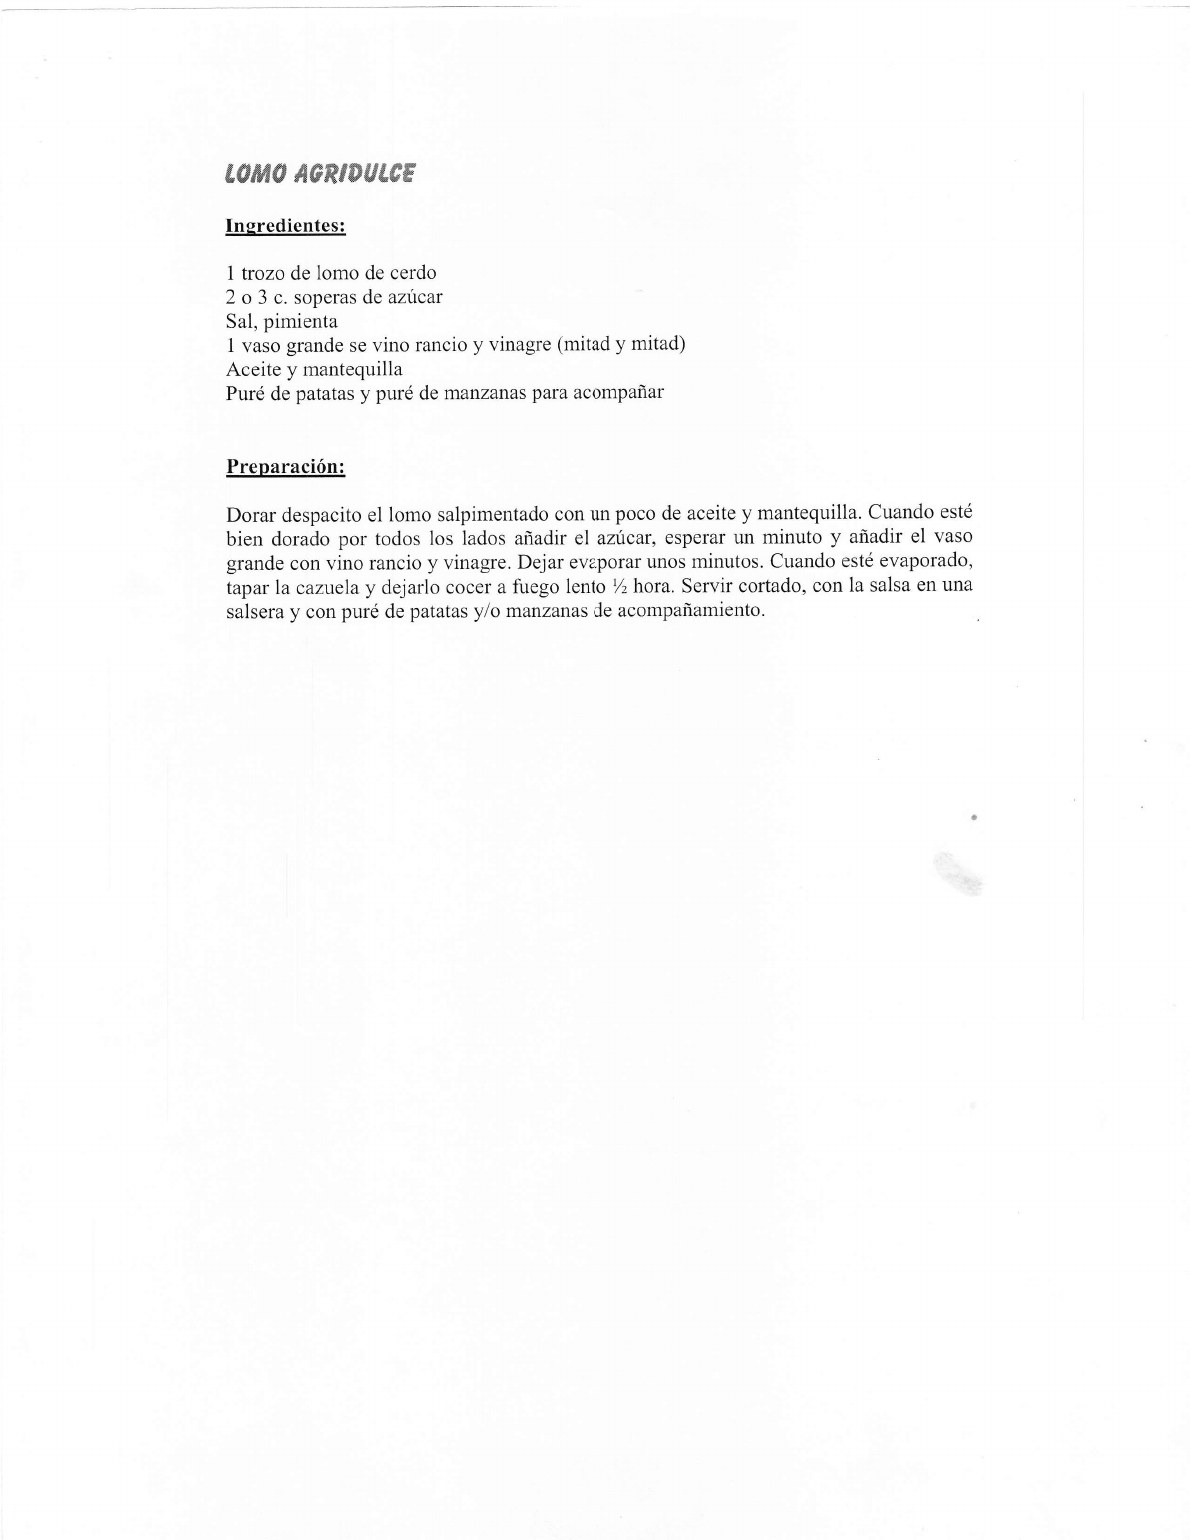 LOMO AGRIDULCE
Ingredientes:
1 trozo de lomo de cerdo
2 o 3 c. soperas de azúcar
Sal, pimienta
1 vaso grande se vino rancio y vinagre (mitad y mitad)
Aceite y mantequilla
Puré de patatas y puré de manzanas para acompañar
Preparación:
Dorar despacito el lomo salpimentado con un poco de aceite y mantequilla. Cuando esté
bien dorado por todos los lados añadir el azúcar, esperar un minuto y añadir el vaso
grande con vino rancio y vinagre. Dejar evaporar unos minutos. Cuando esté evaporado,
tapar la cazuela y dejarlo cocer a fuego lento ½ hora. Servir cortado, con la salsa en una
salsera y con puré de patatas y/o manzanas de acompañamiento.